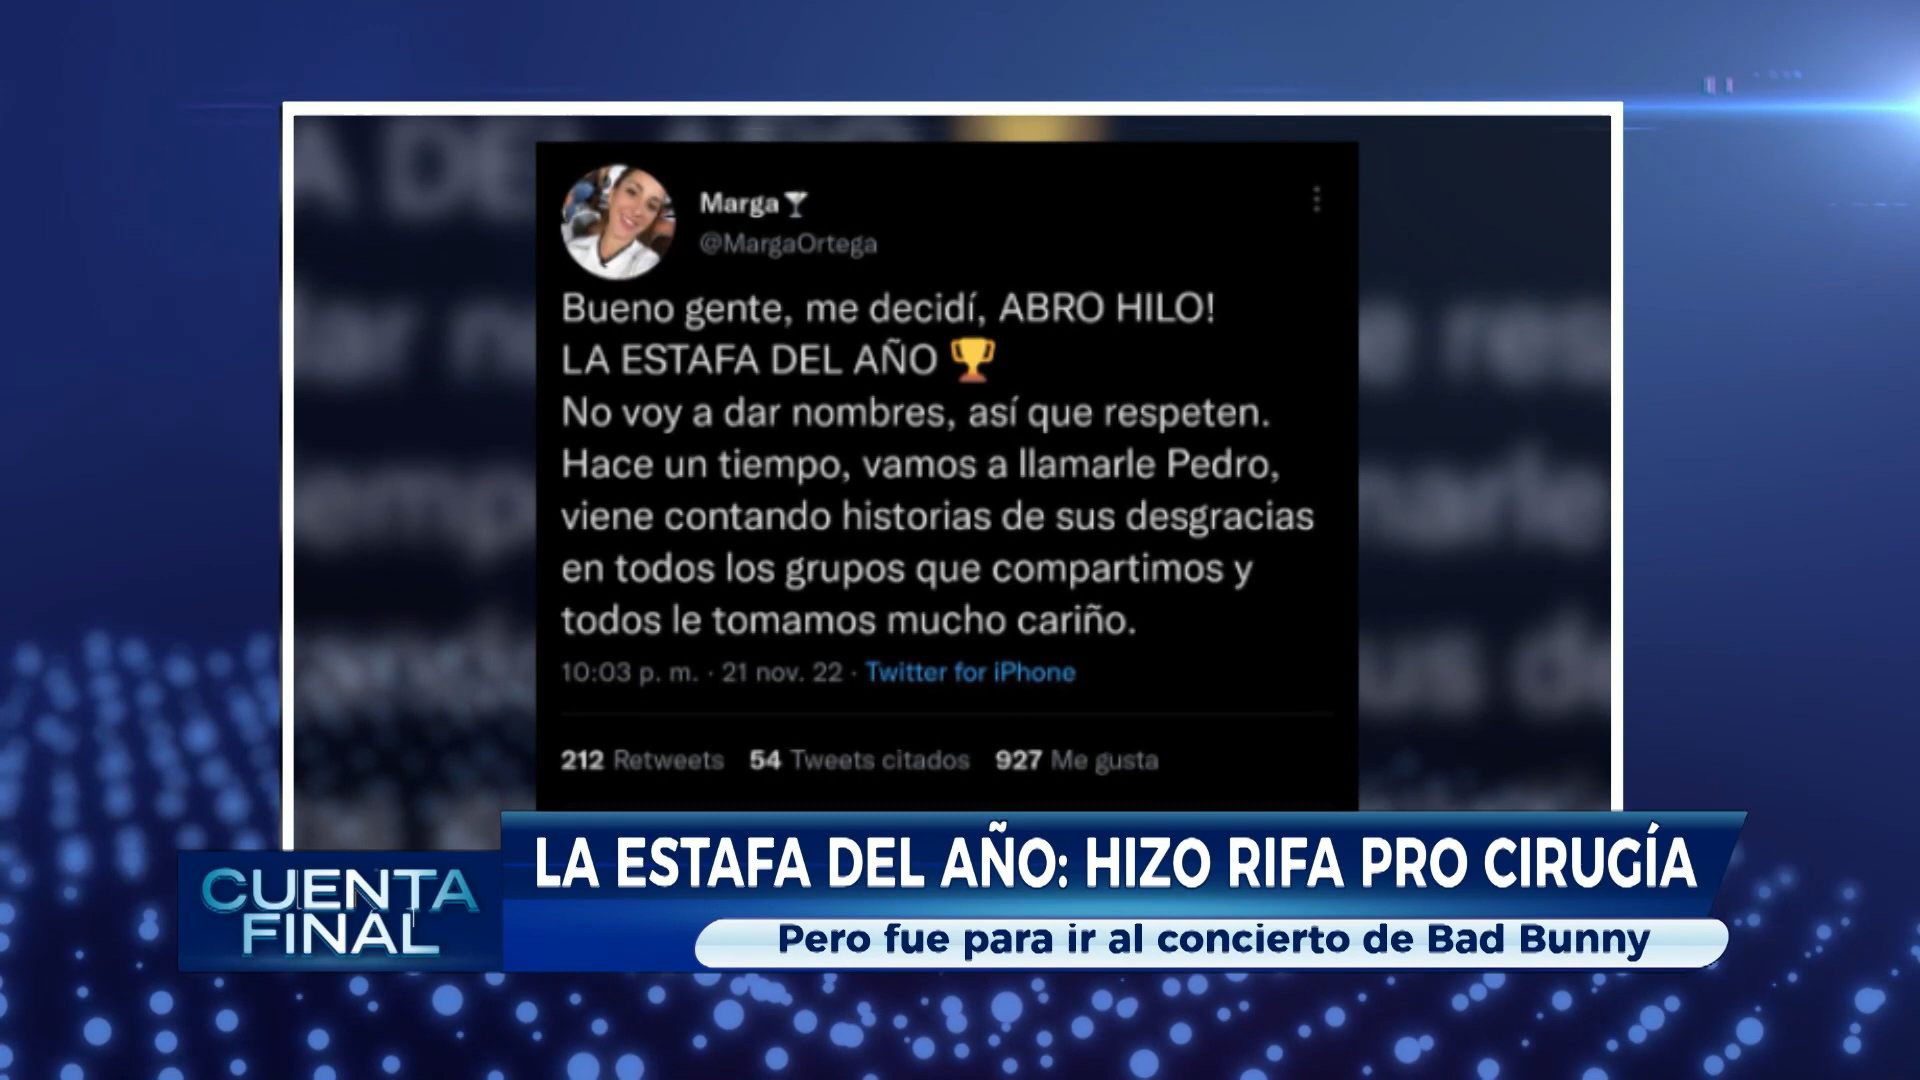 Marga🍸
@MargaOrtega
Bueno gente, me decidí, ABRO HILO!
LA ESTAFA DEL AÑO 🏆
No voy a dar nombres, así que respeten.
Hace un tiempo, vamos a llamarle Pedro,
viene contando historias de sus desgracias
en todos los grupos que compartimos y
todos le tomamos mucho cariño.
10:03 p. m. · 21 nov. 22 · Twitter for iPhone
212 Retweets 54 Tweets citados 927 Me gusta
LA ESTAFA DEL AÑO: HIZO RIFA PRO CIRUGÍA
CUENTA
FINAL
Pero fue para ir al concierto de Bad Bunny